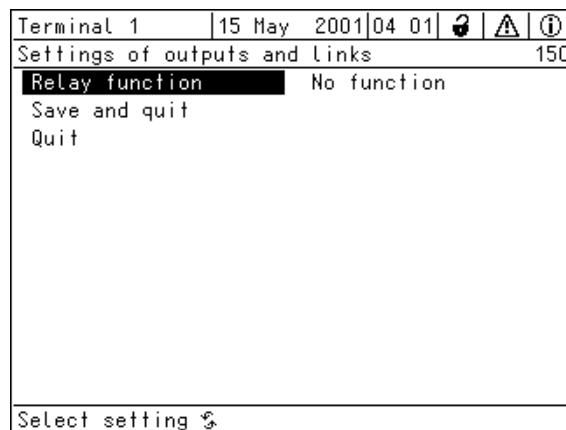 Terminal 1 15 May 2001 04 01
Settings of outputs and links 150
Relay function No function
Save and quit
Quit
Select setting